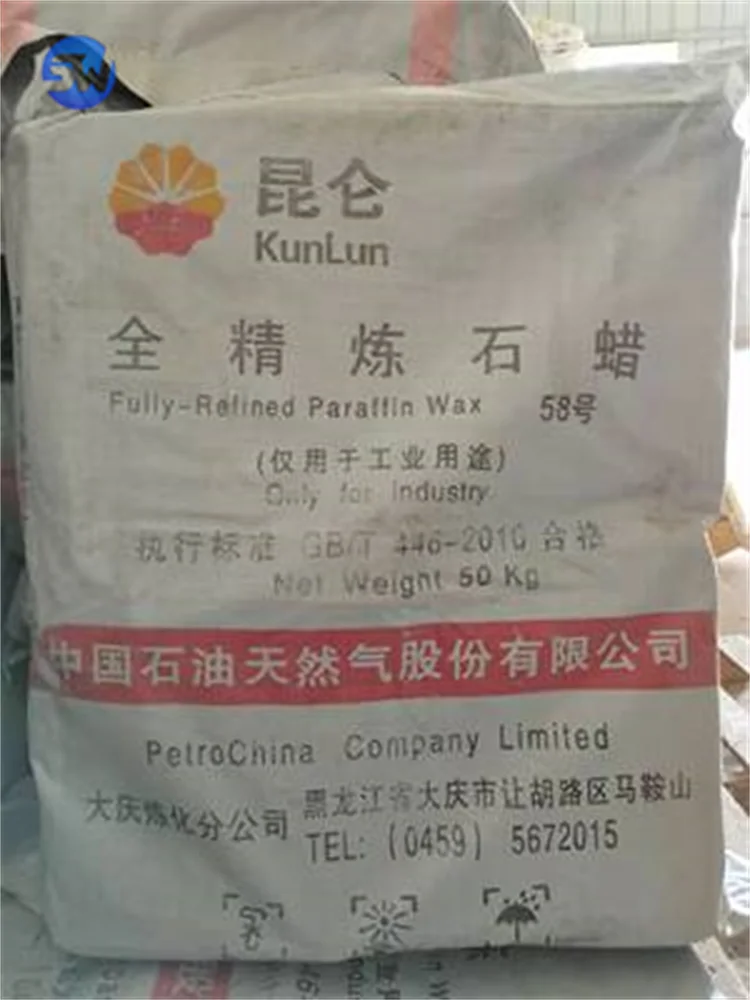 SW
昆仑
KunLun
全精炼石蜡
Fully-Refined Paraffin Wax 58号
(仅用于工业用途)
Only for Industry
执行标准 GB/T 446-2010 合格
Net Weight 50 Kg
中国石油天然气股份有限公司
PetroChina Company Limited
大庆炼化分公司
黑龙江省大庆市让胡路区马鞍山
TEL: (0459) 5672015